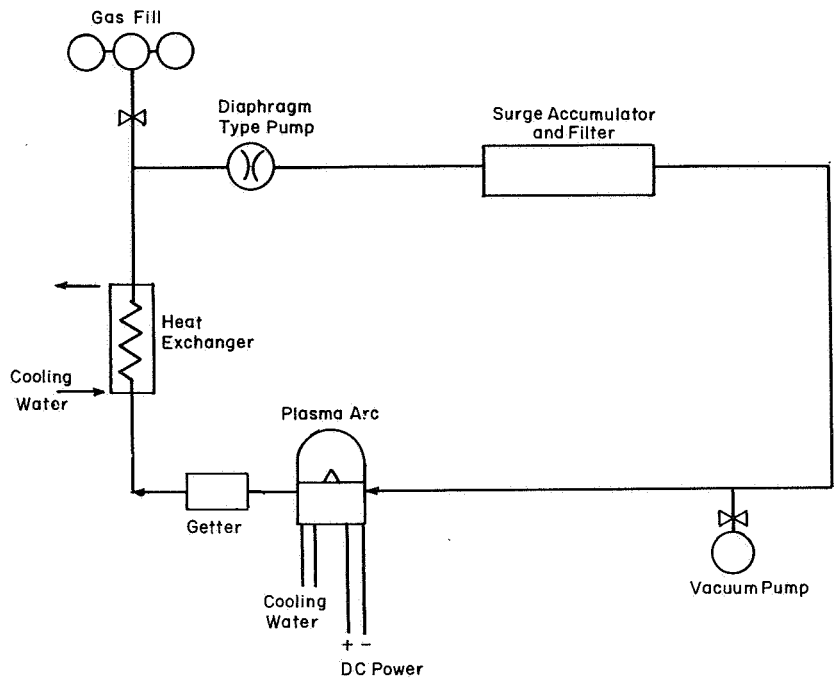 Gas Fill
Diaphragm
Type Pump
Surge Accumulator
and Filter
Heat
Exchanger
Cooling
Water
Plasma Arc
Getter
Cooling
Water
+ -
DC Power
Vacuum Pump